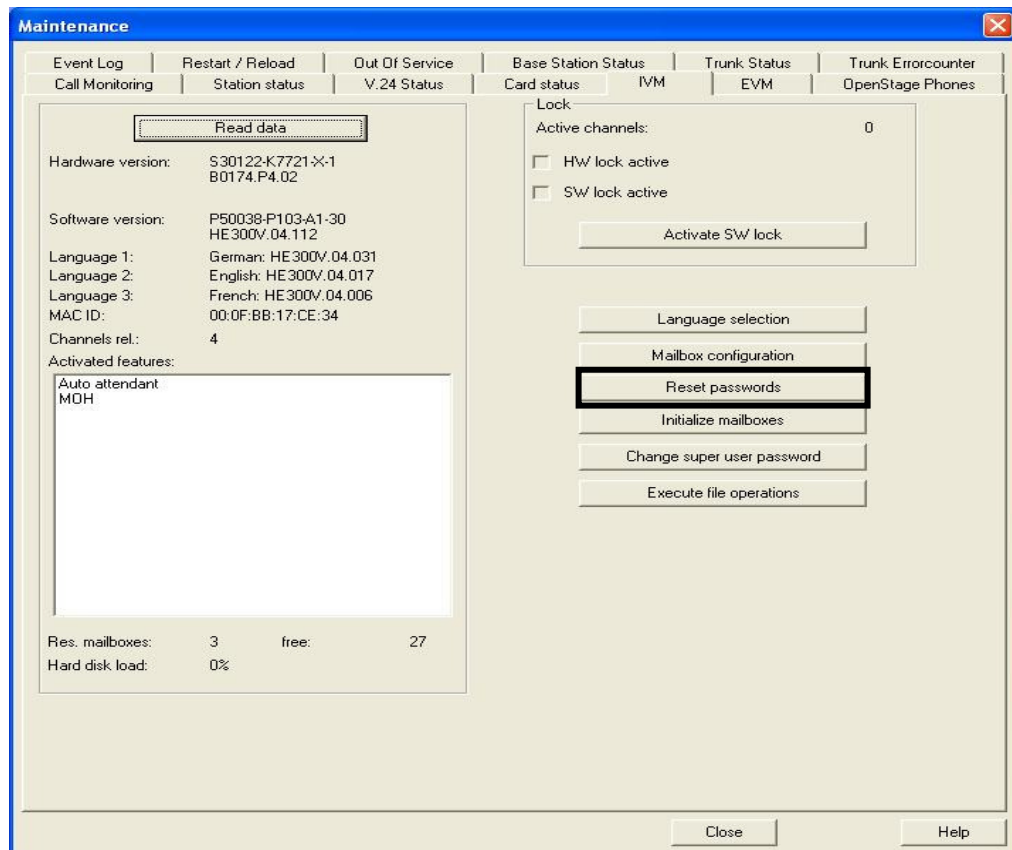 Maintenance
Event Log Restart / Reload Out Of Service Base Station Status Trunk Status Trunk Errorcounter
Call Monitoring Station status V.24 Status Card status IVM EVM OpenStage Phones
Read data
Hardware version: S30122-K7721-X-1
B0174.P4.02
Software version: P50038-P103-A1-30
HE300V.04.112
Language 1: German: HE300V.04.031
Language 2: English: HE300V.04.017
Language 3: French: HE300V.04.006
MAC ID: 00:0F:BB:17:CE:34
Channels rel.: 4
Activated features:
Auto attendant
MOH
Res. mailboxes: 3 free: 27
Hard disk load: 0%
Lock
Active channels: 0
HW lock active
SW lock active
Activate SW lock
Language selection
Mailbox configuration
Reset passwords
Initialize mailboxes
Change super user password
Execute file operations
Close Help